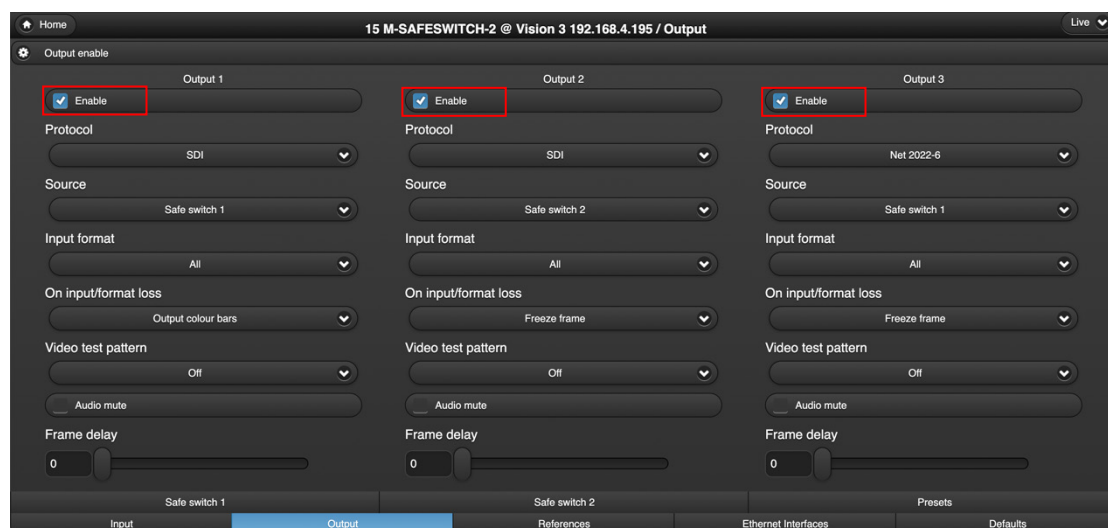 Home
15 M-SAFESWITCH-2 @ Vision 3 192.168.4.195 / Output
Live
Output enable
Output 1 Output 2 Output 3
Enable Enable Enable
Protocol Protocol Protocol
SDI SDI Net 2022-6
Source Source Source
Safe switch 1 Safe switch 2 Safe switch 1
Input format Input format Input format
All All All
On input/format loss On input/format loss On input/format loss
Output colour bars Freeze frame Freeze frame
Video test pattern Video test pattern Video test pattern
Off Off Off
Audio mute Audio mute Audio mute
Frame delay Frame delay Frame delay
0 0 0
Safe switch 1 Safe switch 2 Presets
Input Output References Ethernet Interfaces Defaults